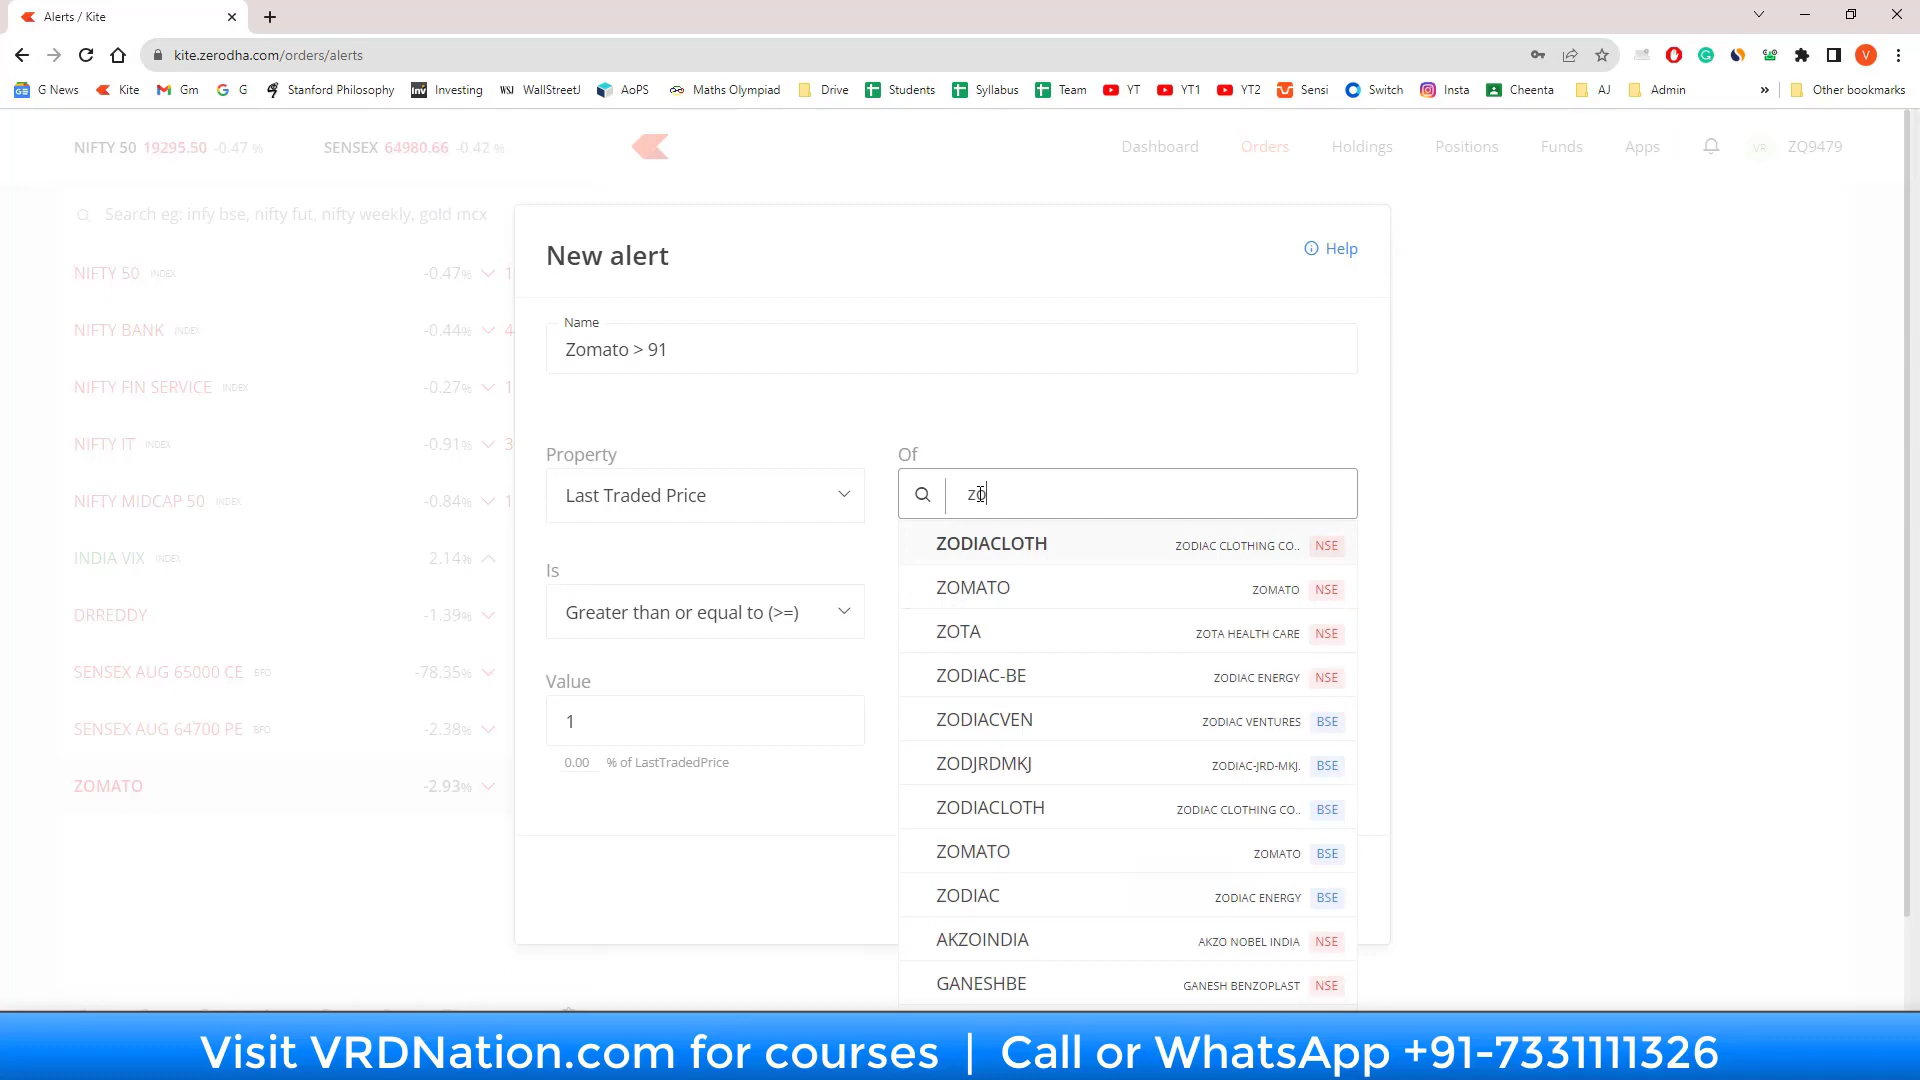 Alerts / Kite
kite.zerodha.com/orders/alerts
V
G News
Kite
Gm
G
Stanford Philosophy
Investing
WallStreetJ
AoPS
Maths Olympiad
Drive
Students
Syllabus
Team
YT
YT1
YT2
Sensi
Switch
Insta
Cheenta
AJ
Admin
»
Other bookmarks
NIFTY 50 19295.50 -0.47 %
SENSEX 64980.66 -0.42 %
Dashboard
Orders
Holdings
Positions
Funds
Apps
VR
ZQ9479
Search eg: infy bse, nifty fut, nifty weekly, gold mcx
NIFTY 50 INDEX -0.47% 1
NIFTY BANK INDEX -0.44% 4
NIFTY FIN SERVICE INDEX -0.27% 1
NIFTY IT INDEX -0.91% 3
NIFTY MIDCAP 50 INDEX -0.84% 1
INDIA VIX INDEX 2.14%
DRREDDY -1.39%
SENSEX AUG 65000 CE BFO -78.35%
SENSEX AUG 64700 PE BFO -2.38%
ZOMATO -2.93%
New alert
Help
Name
Zomato > 91
Property
Last Traded Price
Is
Greater than or equal to (>=)
Value
1
0.00 % of LastTradedPrice
Of
zo
ZODIACLOTH ZODIAC CLOTHING CO.. NSE
ZOMATO ZOMATO NSE
ZOTA ZOTA HEALTH CARE NSE
ZODIAC-BE ZODIAC ENERGY NSE
ZODIACVEN ZODIAC VENTURES BSE
ZODJRDMKJ ZODIAC-JRD-MKJ. BSE
ZODIACLOTH ZODIAC CLOTHING CO.. BSE
ZOMATO ZOMATO BSE
ZODIAC ZODIAC ENERGY BSE
AKZOINDIA AKZO NOBEL INDIA NSE
GANESHBE GANESH BENZOPLAST NSE
Visit VRDNation.com for courses | Call or WhatsApp +91-7331111326